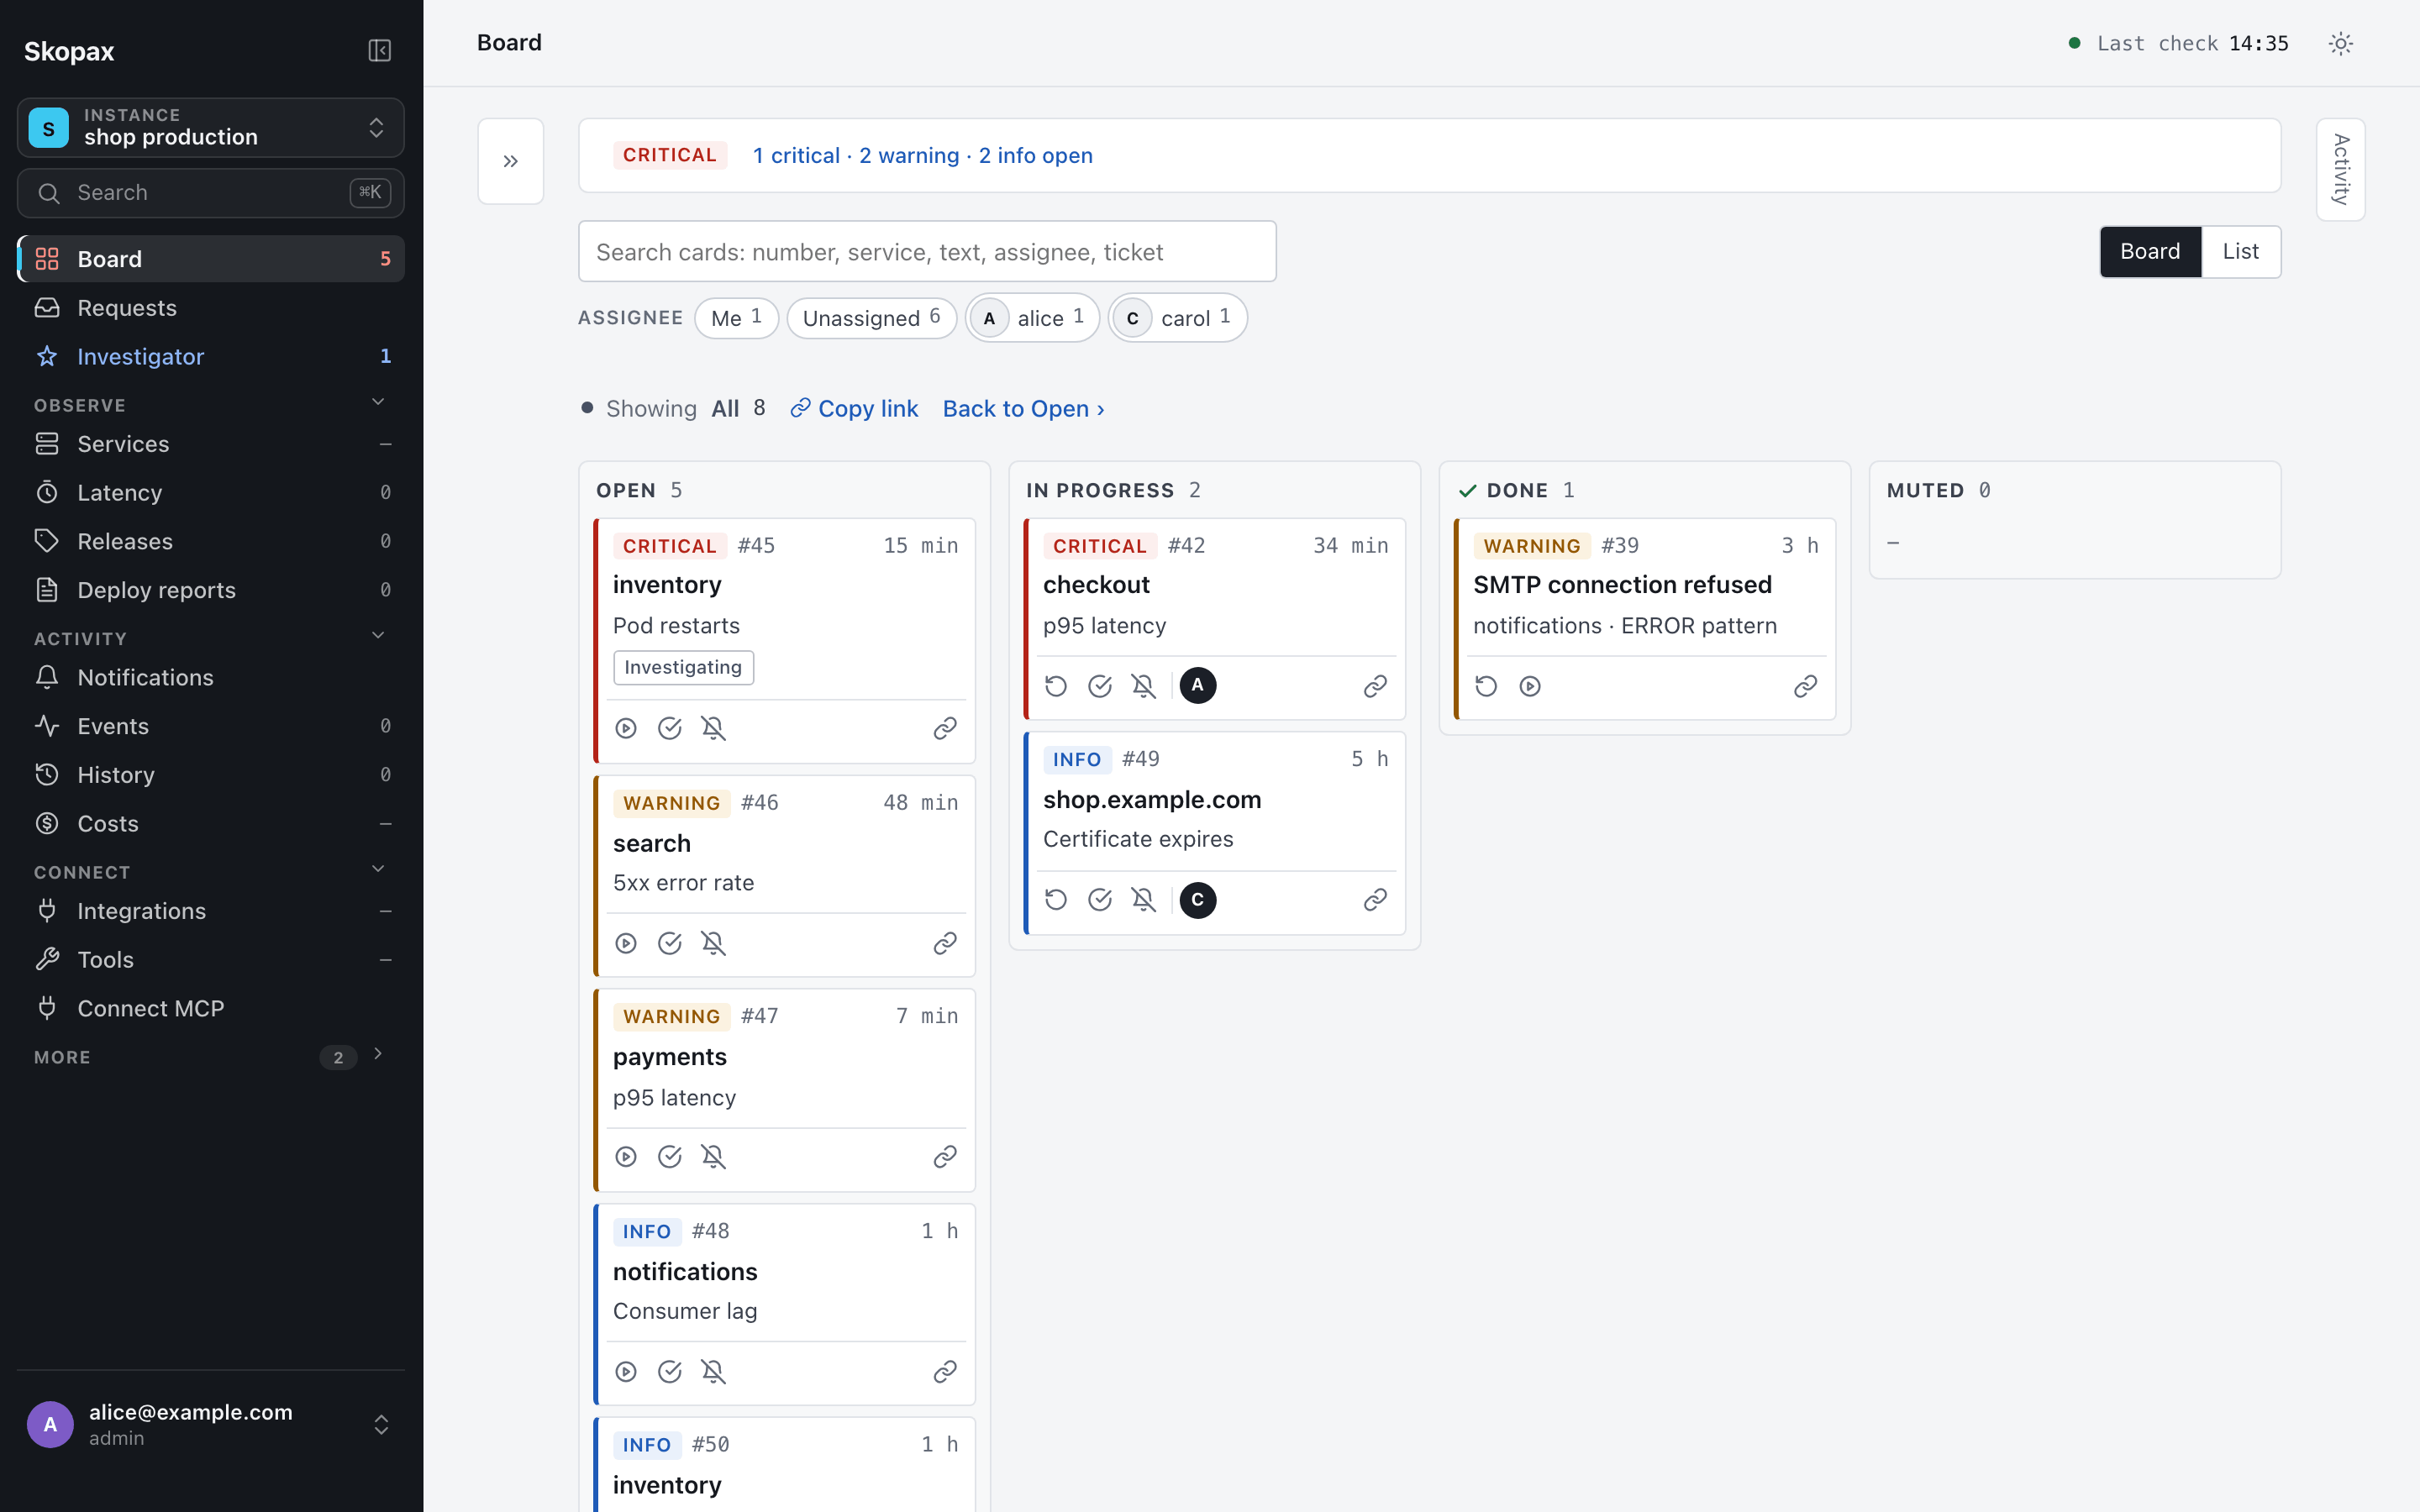 Skopax
INSTANCE
S
shop production
Search ⌘K
Board 5
Requests
Investigator 1
OBSERVE
Services –
Latency 0
Releases 0
Deploy reports 0
ACTIVITY
Notifications
Events 0
History 0
Costs –
CONNECT
Integrations –
Tools –
Connect MCP
MORE 2
A
alice@example.com
admin
Board
Last check 14:35
CRITICAL 1 critical · 2 warning · 2 info open
Activity
Search cards: number, service, text, assignee, ticket
Board List
ASSIGNEE Me 1 Unassigned 6 A alice 1 C carol 1
Showing All 8 Copy link Back to Open ›
OPEN 5
CRITICAL #45 15 min
inventory
Pod restarts
Investigating
WARNING #46 48 min
search
5xx error rate
WARNING #47 7 min
payments
p95 latency
INFO #48 1 h
notifications
Consumer lag
INFO #50 1 h
inventory
IN PROGRESS 2
CRITICAL #42 34 min
checkout
p95 latency
A
INFO #49 5 h
shop.example.com
Certificate expires
C
DONE 1
WARNING #39 3 h
SMTP connection refused
notifications · ERROR pattern
MUTED 0
–